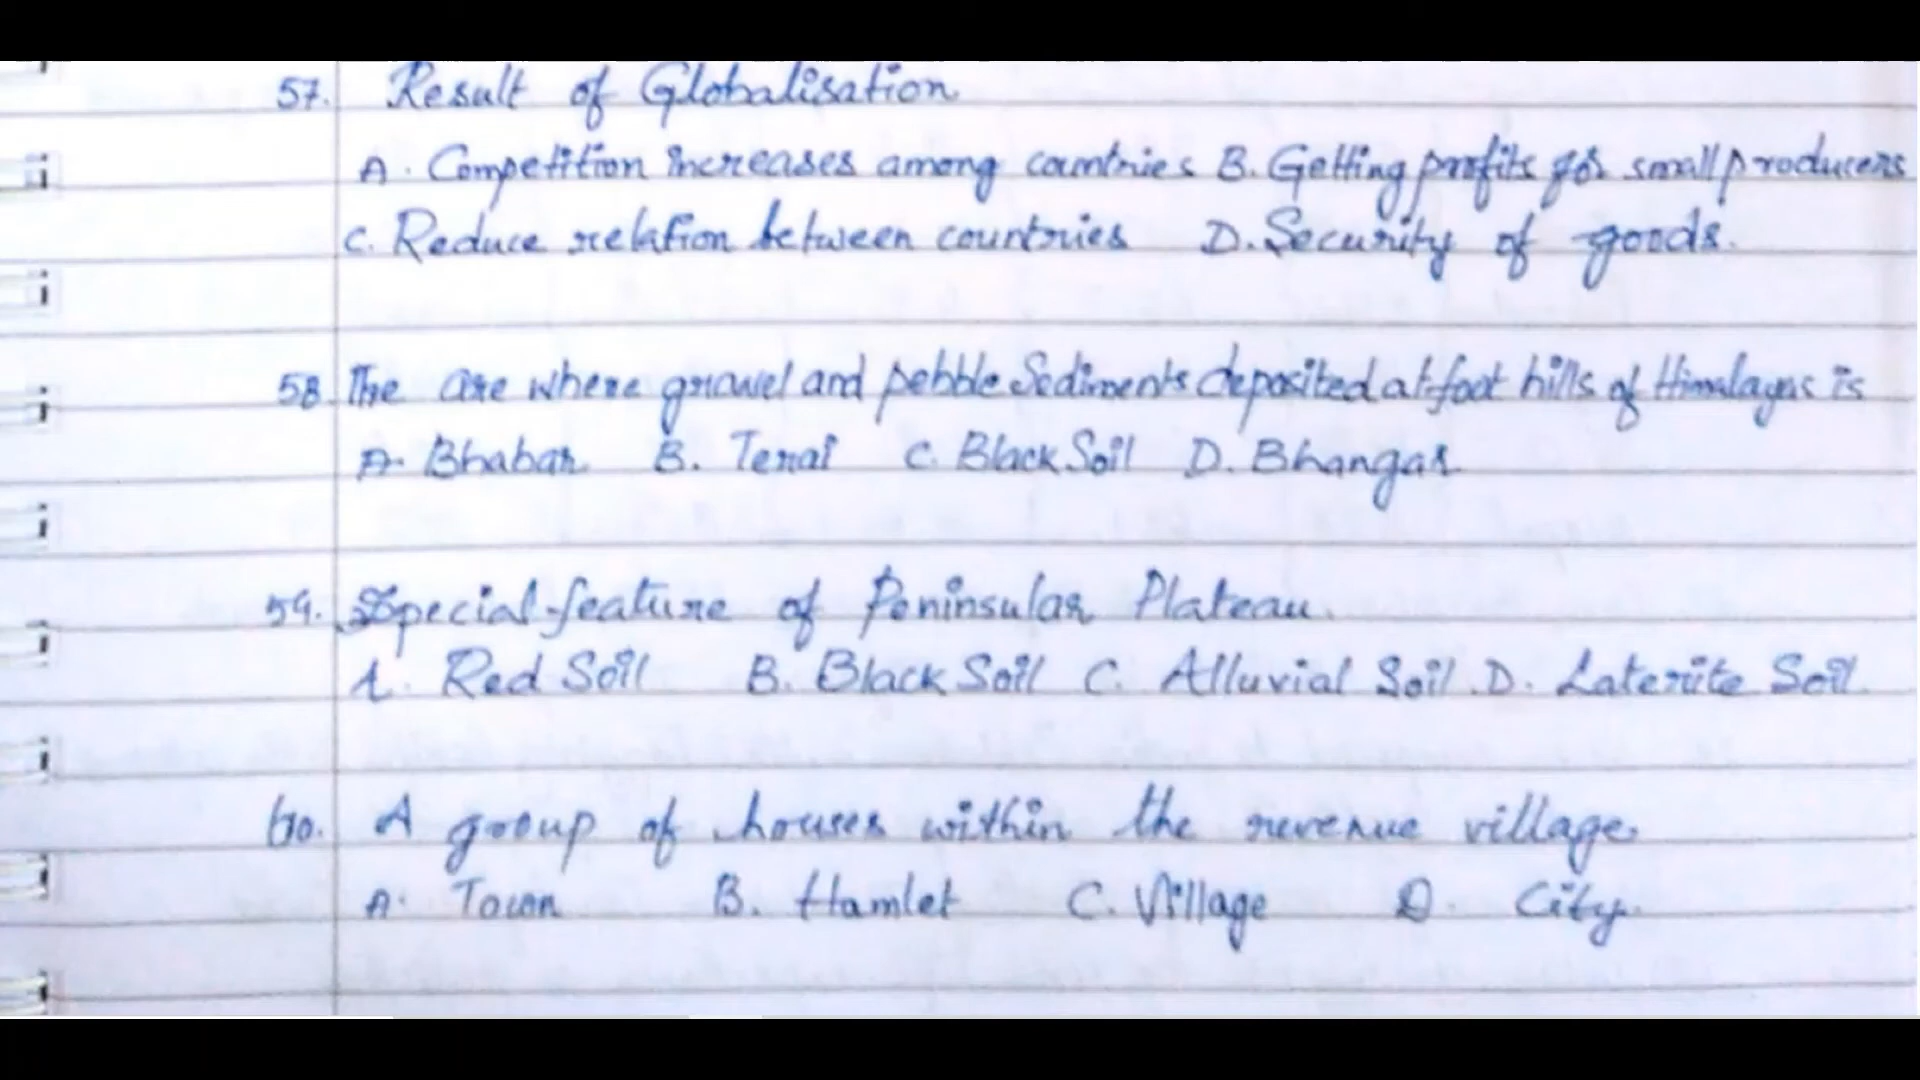 57. Result of Globalisation
A. Competition increases among countries B. Getting profits for small producers
C. Reduce relation between countries D. Security of goods.
58 The are where gravel and pebble Sediments deposited at foot hills of Himalayas is
A. Bhabar B. Terai C. Black Soil D. Bhangar
59. Special feature of Peninsular Plateau.
A. Red Soil B. Black Soil C. Alluvial Soil D. Laterite Soil.
60. A group of houses within the revenue village.
A. Town B. Hamlet C. Village D. City.